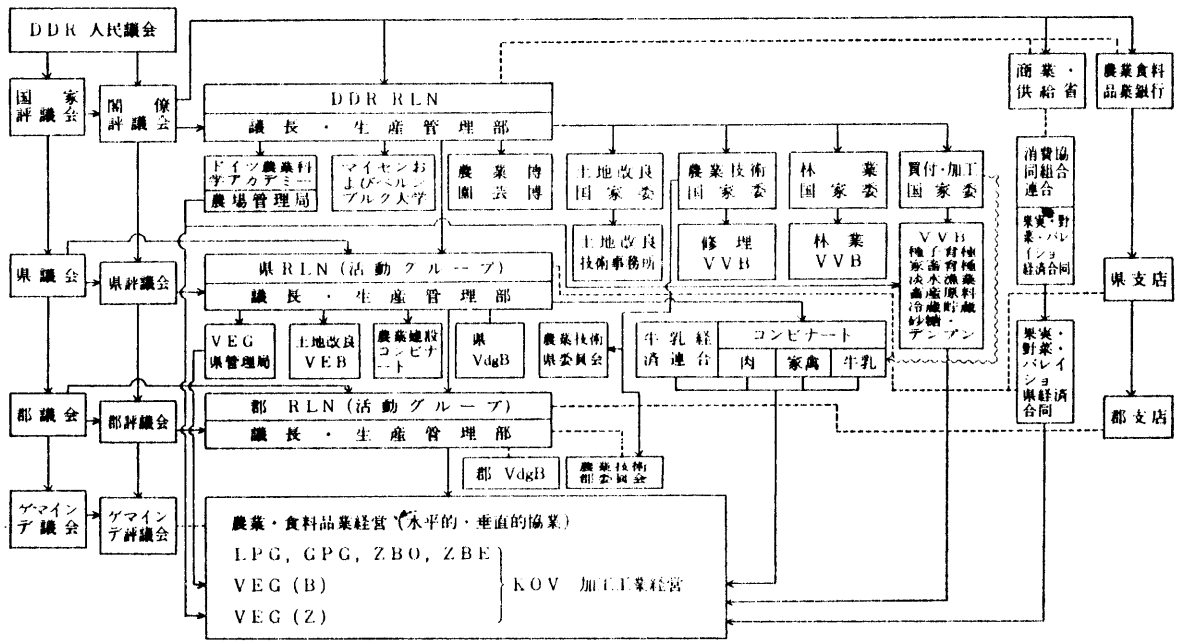 DDR 人民議会
国家
評議会
閣僚
評議会
DDR RLN
議長・生産管理部
商業・
供給省
農業食料
品業銀行
ドイツ農業科
学アカデミー
農場管理局
マイセンお
よびベルン
ブルク大学
農業博
園芸博
土地改良
国家委
農業技術
国家委
林業
国家委
買付・加工
国家委
消費協
同組合
連合
土地改良
技術事務所
修理
VVB
林業
VVB
VVB
種子育種
家畜育種
淡水漁業
畜産原料
冷蔵貯蔵
砂糖・
デンプン
果実・野
菜・バレ
イショ
経済合同
県議会
県評議会
県RLN(活動グループ)
議長・生産管理部
県支店
VEG
県管理局
土地改良
VEB
農業建設
コンビナ
ート
県
VdgB
農業技術
県委員会
牛乳経
済連合
コンビナート
肉
家禽
牛乳
果実・
野菜・
バレイ
ショ
県経済
合同
郡議会
郡評議会
郡 RLN(活動グループ)
議長・生産管理部
郡支店
郡 VdgB
農業技術
郡委員会
ゲマイン
デ議会
ゲマイン
デ評議会
農業・食料品業経営(水平的・垂直的協業)
LPG, GPG, ZBO, ZBE
VEG(B)
KOV 加工工業経営
VEG(Z)